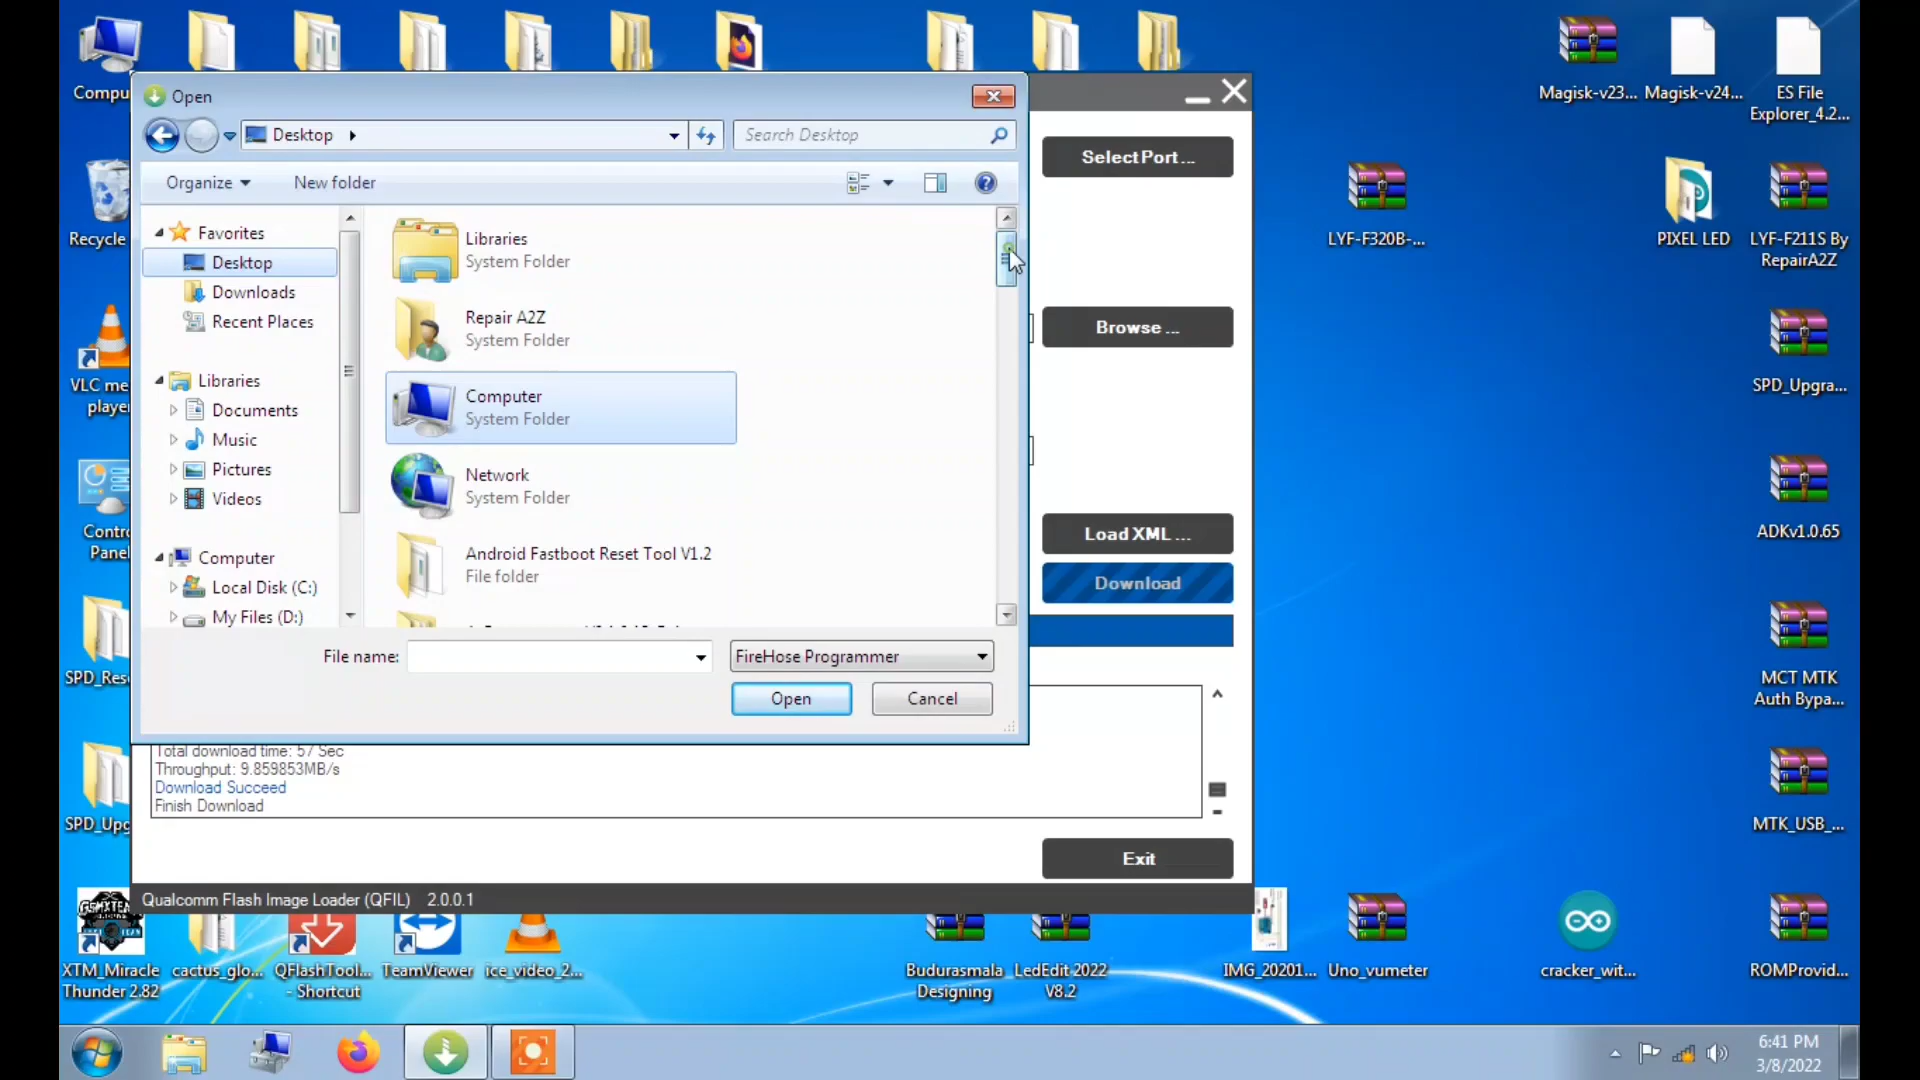 Compu
Magisk-v23...
Magisk-v24...
ES File
Explorer_4.2...
Open
Desktop
Search Desktop
Organize
New folder
Select Port ...
Favorites
Desktop
Downloads
Recent Places
Libraries
Documents
Music
Pictures
Videos
Computer
Local Disk (C:)
My Files (D:)
Libraries
System Folder
Repair A2Z
System Folder
Computer
System Folder
Network
System Folder
Android Fastboot Reset Tool V1.2
File folder
File name:
FireHose Programmer
Open
Cancel
Browse ...
Load XML ...
Download
Total download time: 57 Sec
Throughput: 9.859853MB/s
Download Succeed
Finish Download
Exit
Qualcomm Flash Image Loader (QFIL) 2.0.0.1
Recycle
VLC me
player
Contro
Panel
SPD_Rese
SPD_Upg
LYF-F320B-...
PIXEL LED
LYF-F211S By
RepairA2Z
SPD_Upgra...
ADKv1.0.65
MCT MTK
Auth Bypa...
MTK_USB_...
XTM_Miracle
Thunder 2.82
cactus_glo...
QFlashTool...
- Shortcut
TeamViewer
ice_video_2...
Budurasmala
Designing
LedEdit 2022
V8.2
IMG_20201...
Uno_vumeter
cracker_wit...
ROMProvid...
6:41 PM
3/8/2022